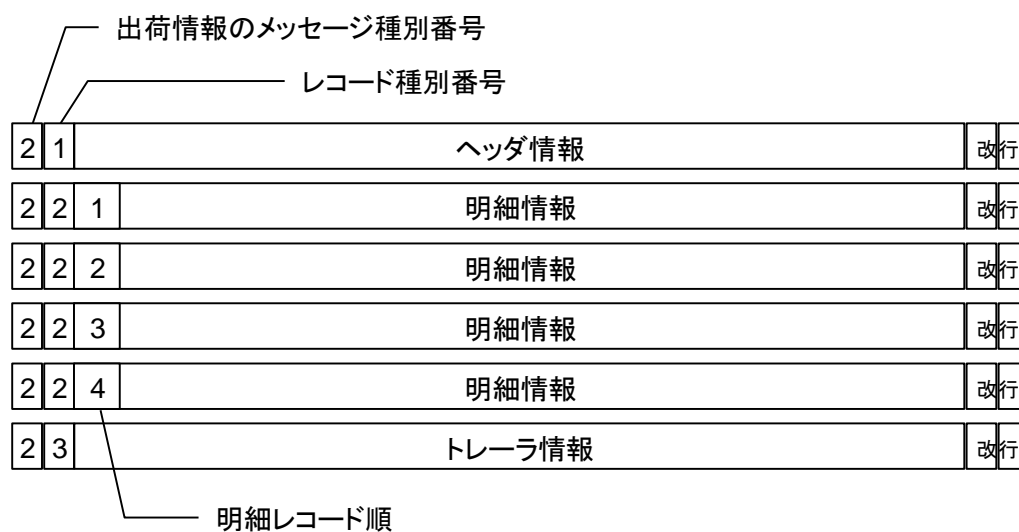 出荷情報のメッセージ種別番号
レコード種別番号
2 1 ヘッダ情報 改行
2 2 1 明細情報 改行
2 2 2 明細情報 改行
2 2 3 明細情報 改行
2 2 4 明細情報 改行
2 3 トレーラ情報 改行
明細レコード順